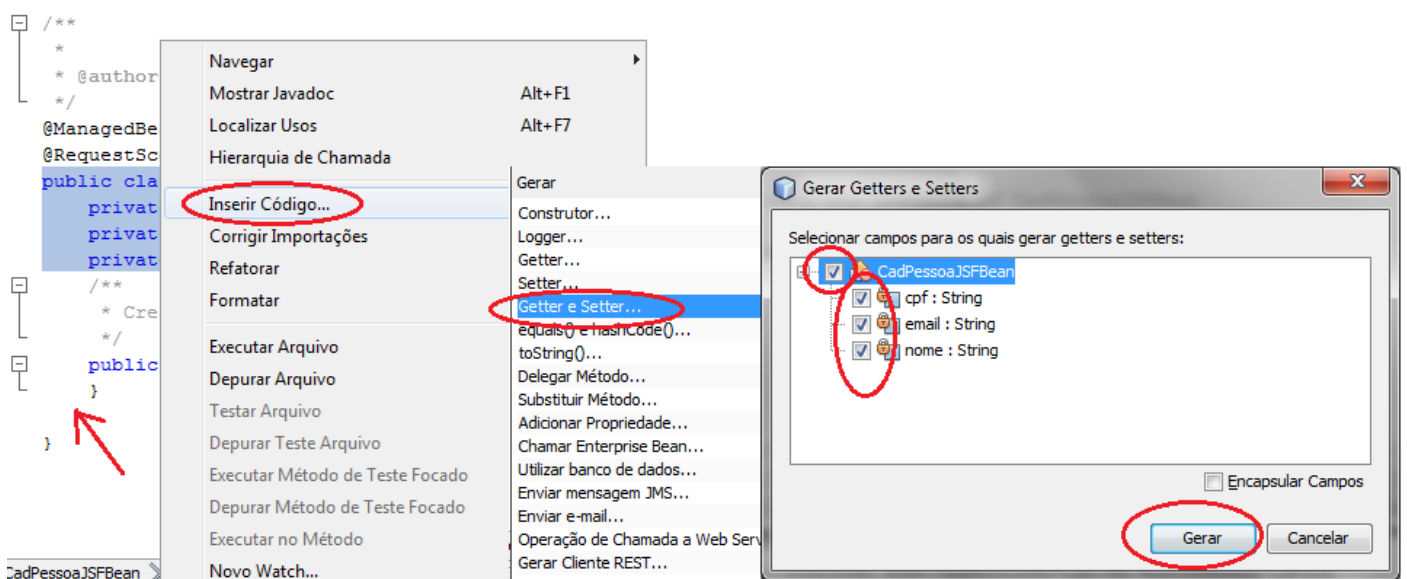 /**
*
* @author
*/
@ManagedBe
@RequestSc
public cla
privat
privat
privat
/**
* Cre
*/
public
}
}
CadPessoaJSFBean
Navegar
Mostrar Javadoc Alt+F1
Localizar Usos Alt+F7
Hierarquia de Chamada
Inserir Código...
Corrigir Importações
Refatorar
Formatar
Executar Arquivo
Depurar Arquivo
Testar Arquivo
Depurar Teste Arquivo
Executar Método de Teste Focado
Depurar Método de Teste Focado
Executar no Método
Novo Watch...
Gerar
Construtor...
Logger...
Getter...
Setter...
Getter e Setter...
equals() e hashCode()...
toString()...
Delegar Método...
Substituir Método...
Adicionar Propriedade...
Chamar Enterprise Bean...
Utilizar banco de dados...
Enviar mensagem JMS...
Enviar e-mail...
Operação de Chamada a Web Serv
Gerar Cliente REST...
Gerar Getters e Setters
Selecionar campos para os quais gerar getters e setters:
CadPessoaJSFBean
cpf : String
email : String
nome : String
Encapsular Campos
Gerar Cancelar